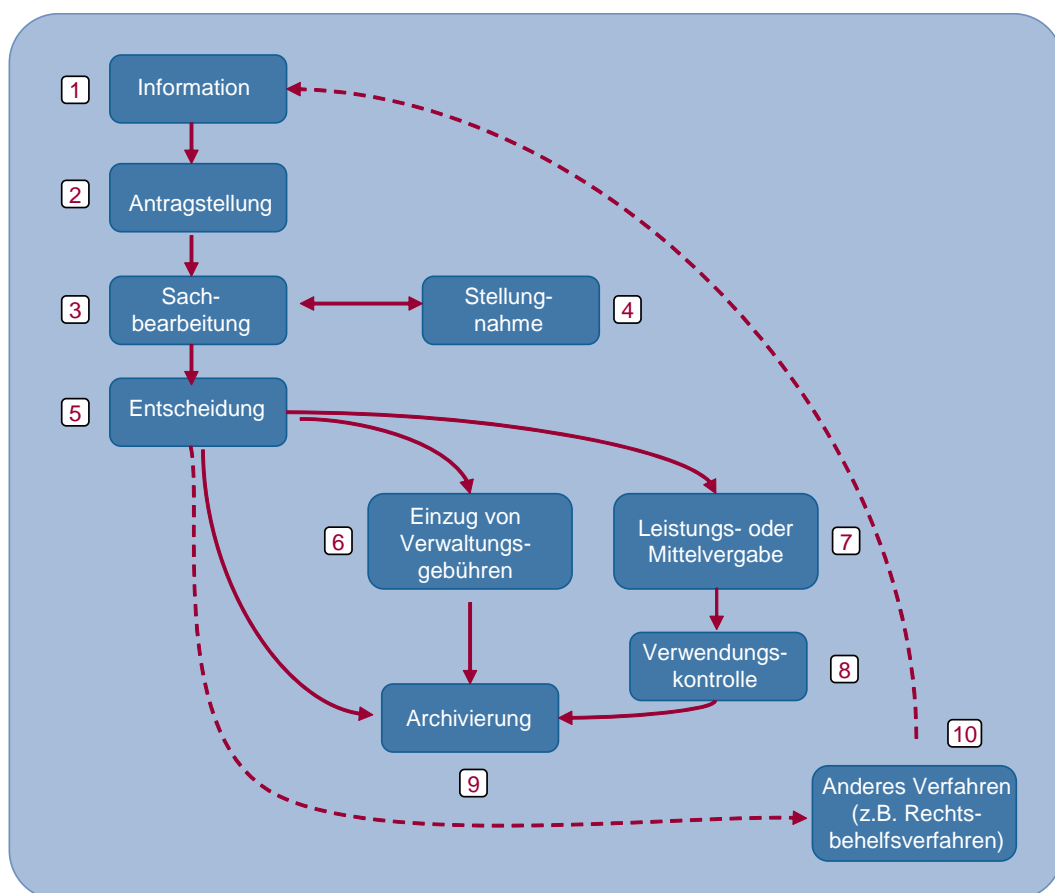 1
Information
2
Antragstellung
3
Sach-
bearbeitung
Stellung-
nahme
4
5
Entscheidung
6
Einzug von
Verwaltungs-
gebühren
Leistungs- oder
Mittelvergabe
7
Verwendungs-
kontrolle
8
Archivierung
9
10
Anderes Verfahren
(z.B. Rechts-
behelfsverfahren)